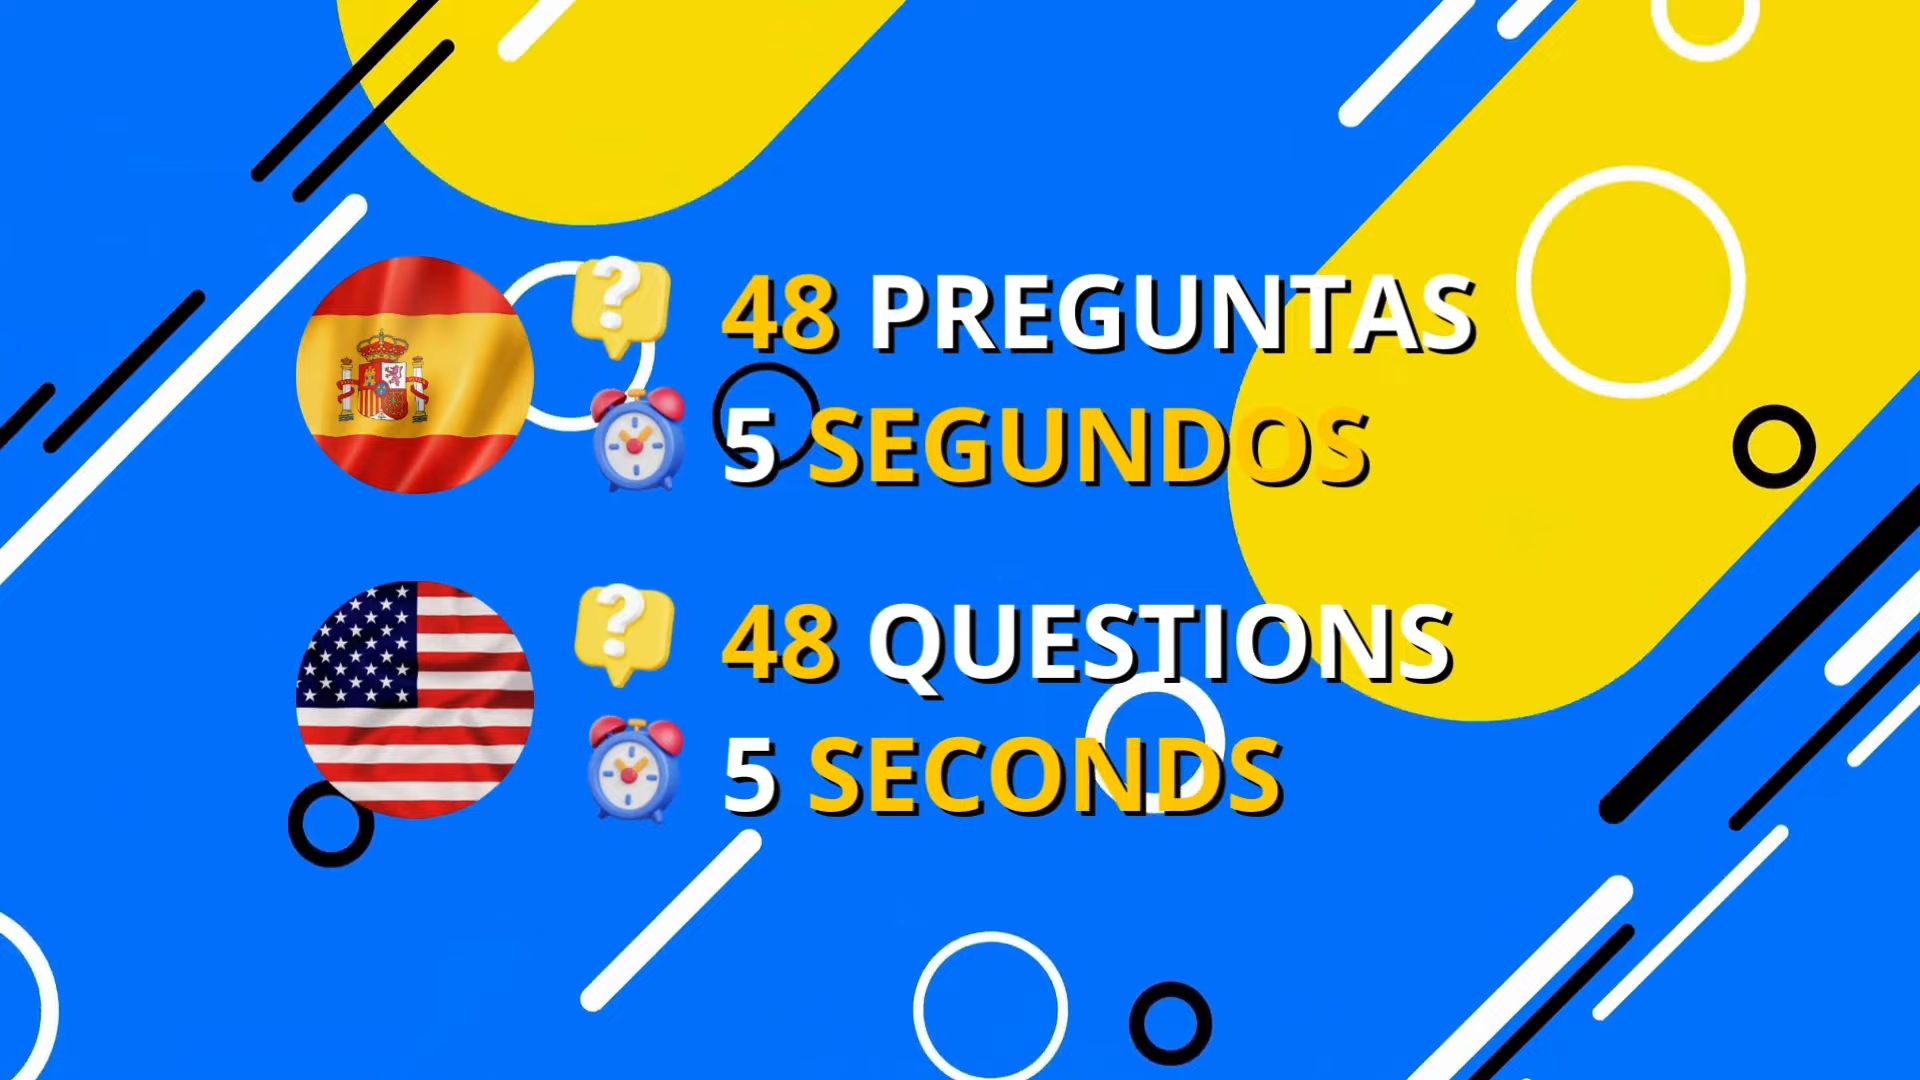 48 PREGUNTAS
5 SEGUNDOS
48 QUESTIONS
5 SECONDS